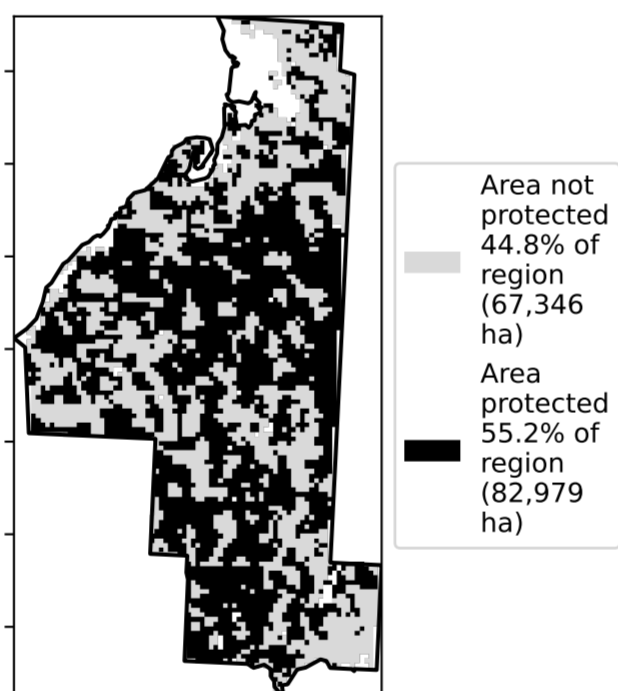 Area not
protected
44.8% of
region
(67,346
ha)
Area
protected
55.2% of
region
(82,979
ha)